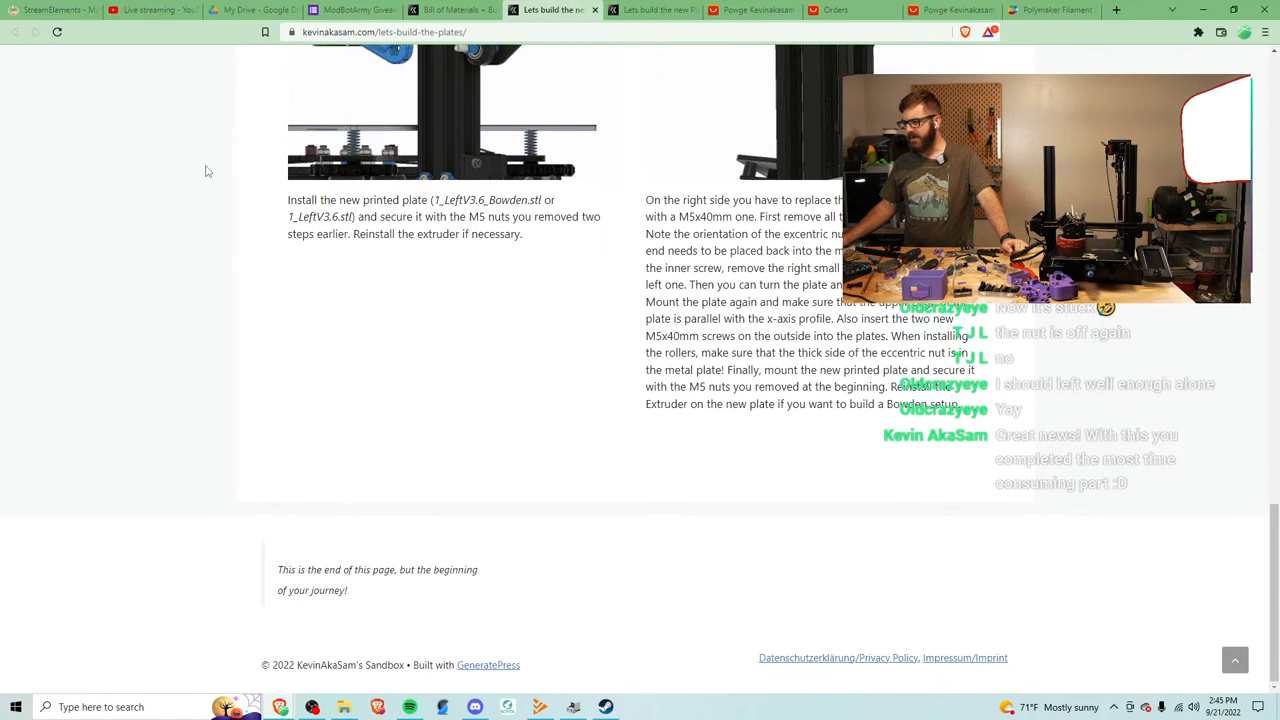 StreamElements - My
Live streaming - You
My Drive - Google D
ModBotArmy Giveaw
Bill of Materials + Bu
Lets build the ne
Lets build the new Po
Powge Kevinakasam
Orders
Powge Kevinakasam
Polymaker Filament
kevinakasam.com/lets-build-the-plates/
Install the new printed plate (1_LeftV3.6_Bowden.stl or
1_LeftV3.6.stl) and secure it with the M5 nuts you removed two
steps earlier. Reinstall the extruder if necessary.
On the right side you have to replace th
with a M5x40mm one. First remove all t
Note the orientation of the excentric nu
end needs to be placed back into the m
the inner screw, remove the right small
left one. Then you can turn the plate an
Mount the plate again and make sure that the upper
plate is parallel with the x-axis profile. Also insert the two new
M5x40mm screws on the outside into the plates. When installing
the rollers, make sure that the thick side of the eccentric nut is in
the metal plate! Finally, mount the new printed plate and secure it
with the M5 nuts you removed at the beginning. Reinstall the
Extruder on the new plate if you want to build a Bowden setup.
Oldcrazyeye Now it's stuck 🤣
T J L the nut is off again
T J L no
Oldcrazyeye I should left well enough alone
Oldcrazyeye Yay
Kevin AkaSam Great news! With this you
completed the most time
consuming part :D
This is the end of this page, but the beginning
of your journey!
© 2022 KevinAkaSam's Sandbox • Built with GeneratePress
Datenschutzerklärung/Privacy Policy, Impressum/Imprint
Type here to search
71°F Mostly sunny
2:45 PM
9/21/2022